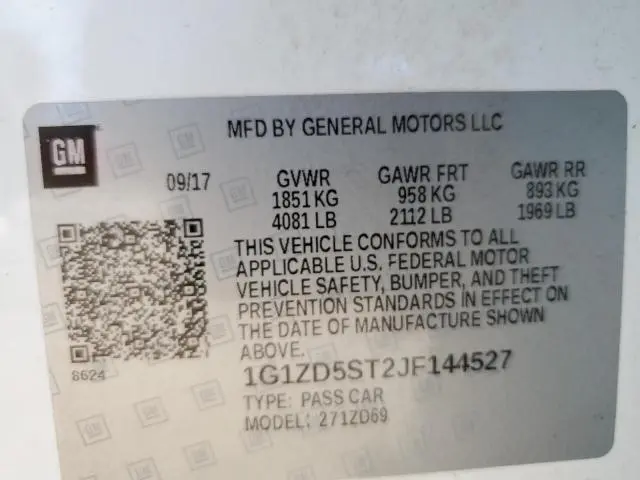 GM
MFD BY GENERAL MOTORS LLC
09/17 GVWR GAWR FRT GAWR RR
1851 KG 958 KG 893 KG
4081 LB 2112 LB 1969 LB
THIS VEHICLE CONFORMS TO ALL
APPLICABLE U.S. FEDERAL MOTOR
VEHICLE SAFETY, BUMPER, AND THEFT
PREVENTION STANDARDS IN EFFECT ON
THE DATE OF MANUFACTURE SHOWN
ABOVE.
8624
1G1ZD5ST2JF144527
TYPE: PASS CAR
MODEL: 271ZD69